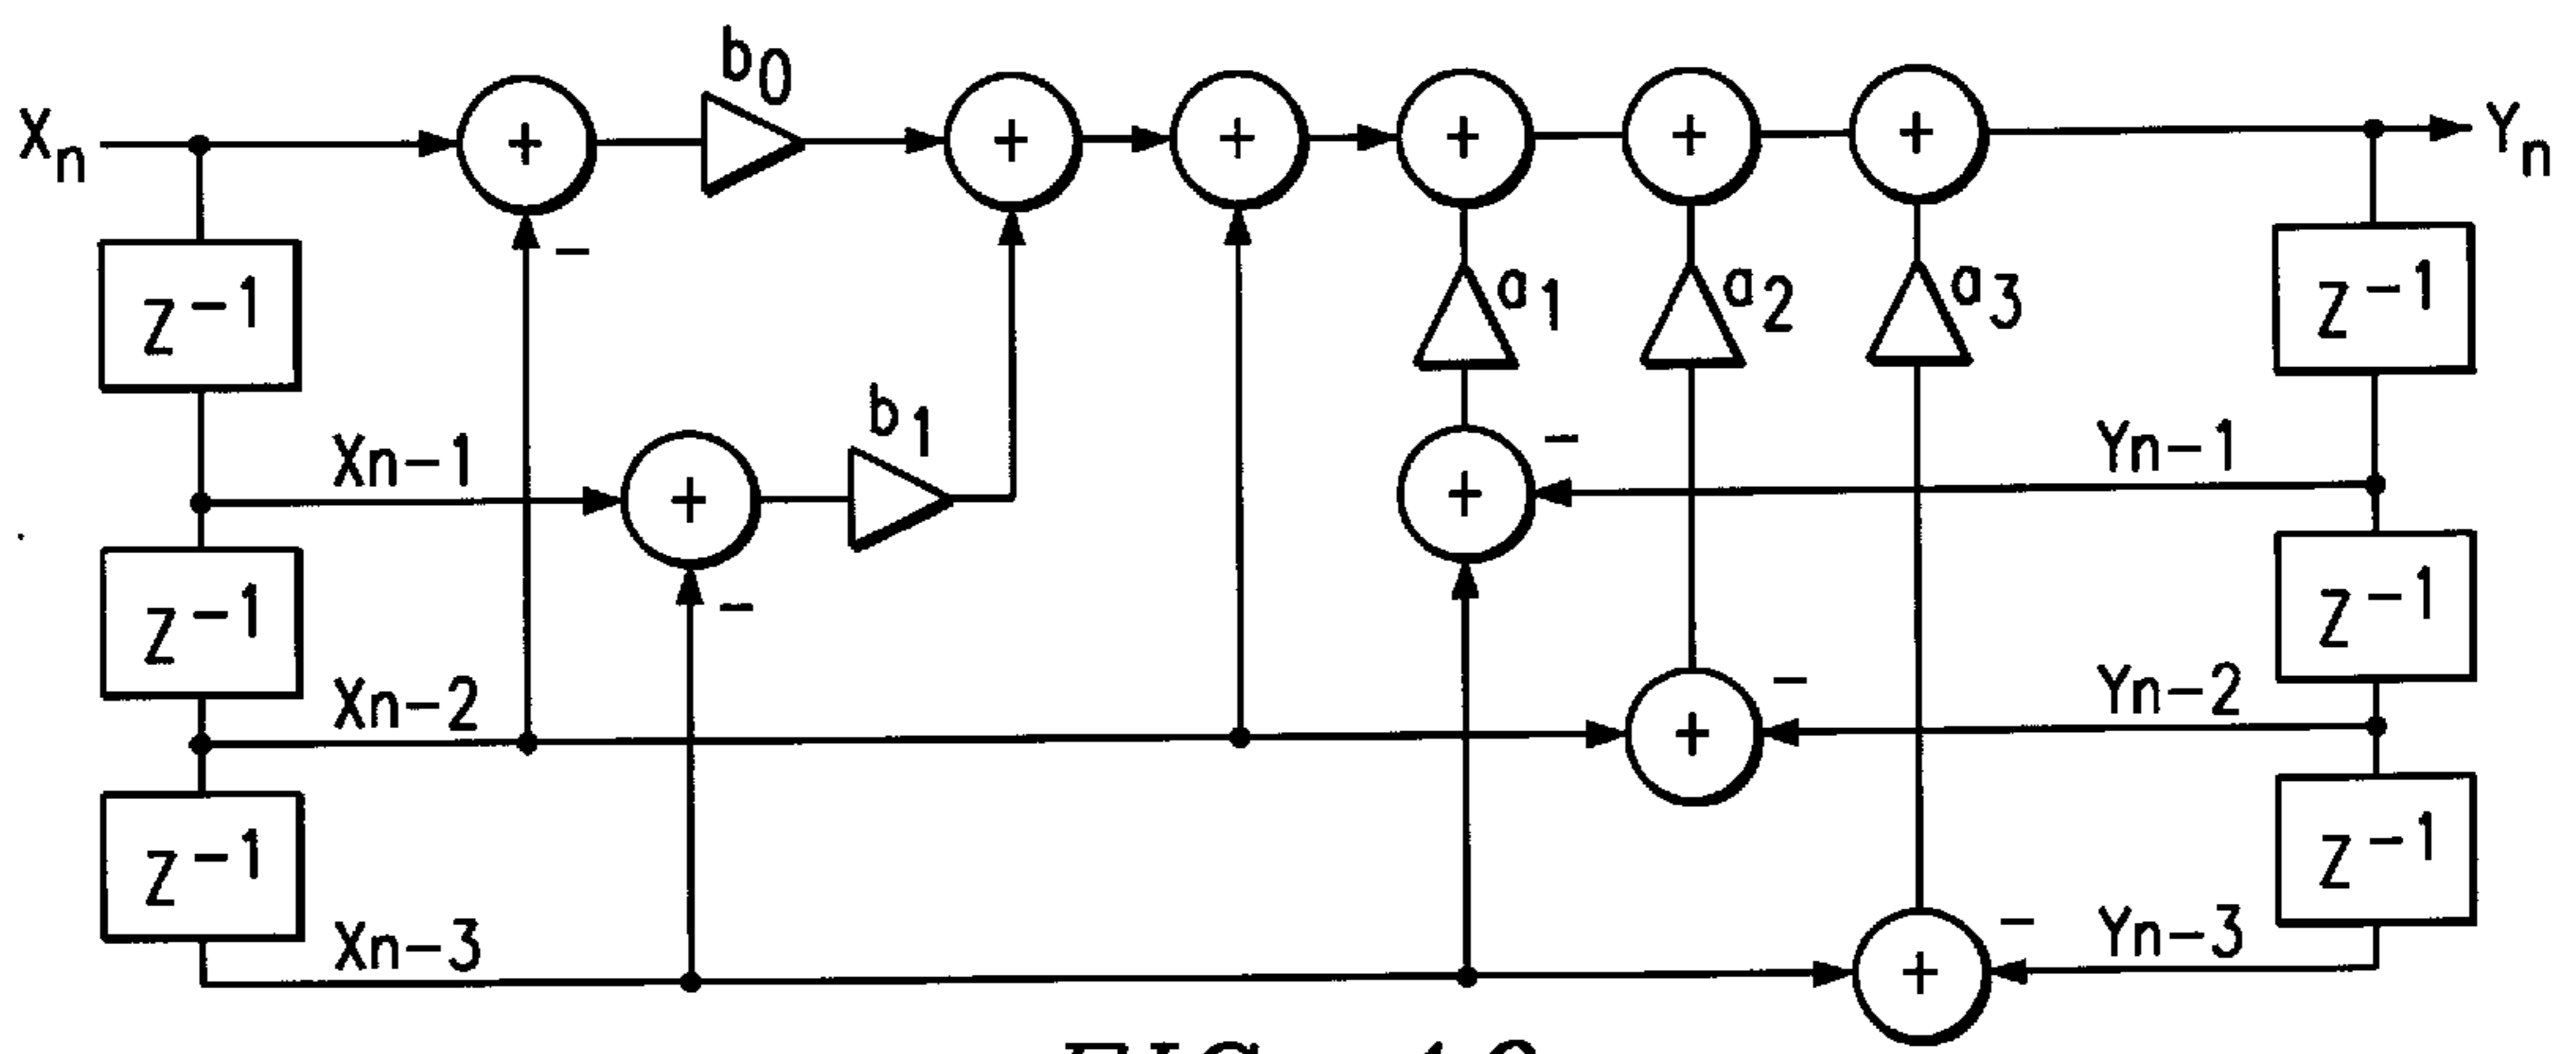 b0
Xn
+
+
+
+
+
+
Yn
-
a1
a2
a3
Z-1
Z-1
b1
Xn-1
+
+
-
Yn-1
-
Z-1
Z-1
Xn-2
+
-
Yn-2
Z-1
Z-1
Xn-3
+
-
Yn-3